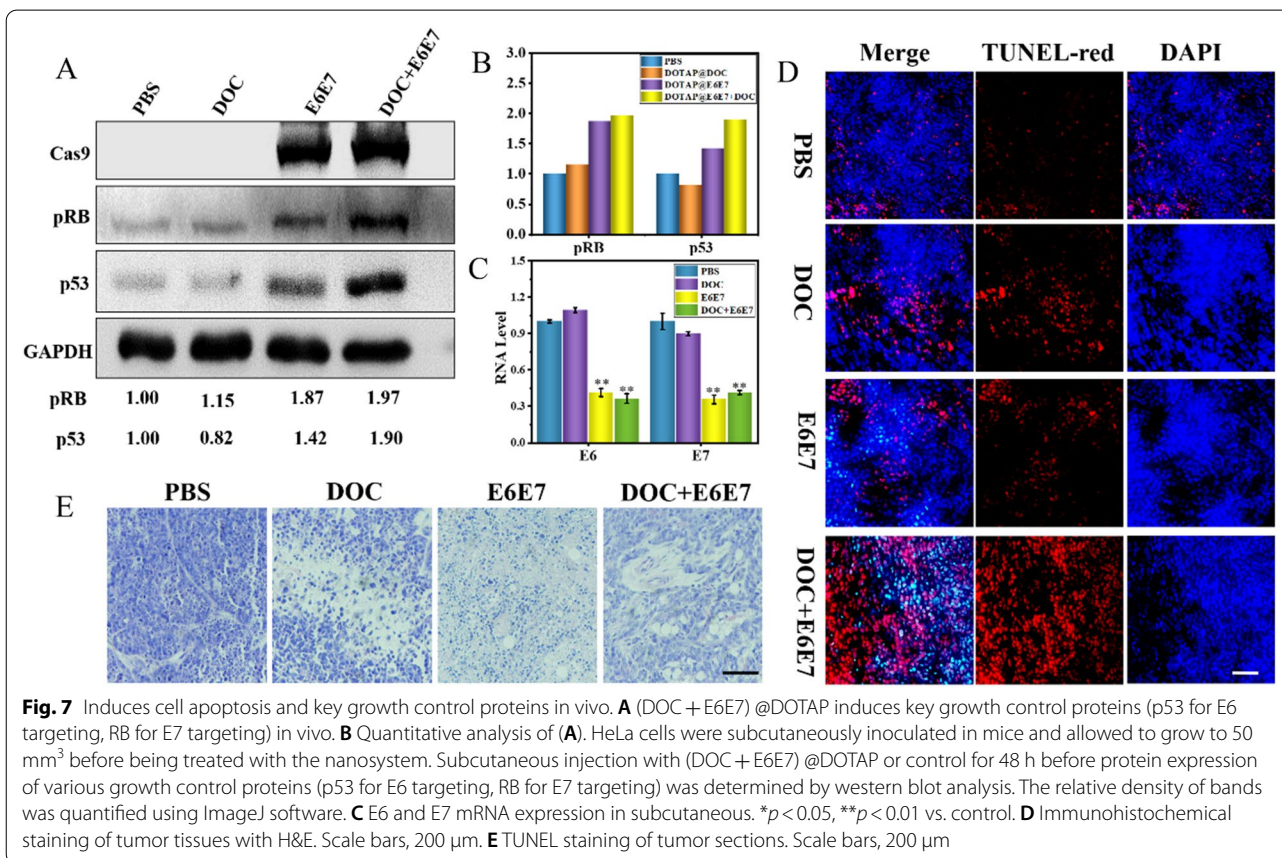 A
PBS
DOC
E6E7
DOC+E6E7
Cas9
pRB
p53
GAPDH
pRB 1.00 1.15 1.87 1.97
p53 1.00 0.82 1.42 1.90
B
3.0
2.5
2.0
1.5
1.0
0.5
0.0
PBS
DOTAP@DOC
DOTAP@E6E7
DOTAP@E6E7+DOC
pRB p53
C
RNA Level
1.5
1.2
0.9
0.6
0.3
0.0
PBS
DOC
E6E7
DOC+E6E7
** ** ** **
E6 E7
D
Merge TUNEL-red DAPI
PBS
DOC
E6E7
DOC+E6E7
E
PBS DOC E6E7 DOC+E6E7
Fig. 7 Induces cell apoptosis and key growth control proteins in vivo. A (DOC + E6E7) @DOTAP induces key growth control proteins (p53 for E6
targeting, RB for E7 targeting) in vivo. B Quantitative analysis of (A). HeLa cells were subcutaneously inoculated in mice and allowed to grow to 50
mm³ before being treated with the nanosystem. Subcutaneous injection with (DOC + E6E7) @DOTAP or control for 48 h before protein expression
of various growth control proteins (p53 for E6 targeting, RB for E7 targeting) was determined by western blot analysis. The relative density of bands
was quantified using ImageJ software. C E6 and E7 mRNA expression in subcutaneous. *p < 0.05, **p < 0.01 vs. control. D Immunohistochemical
staining of tumor tissues with H&E. Scale bars, 200 μm. E TUNEL staining of tumor sections. Scale bars, 200 μm